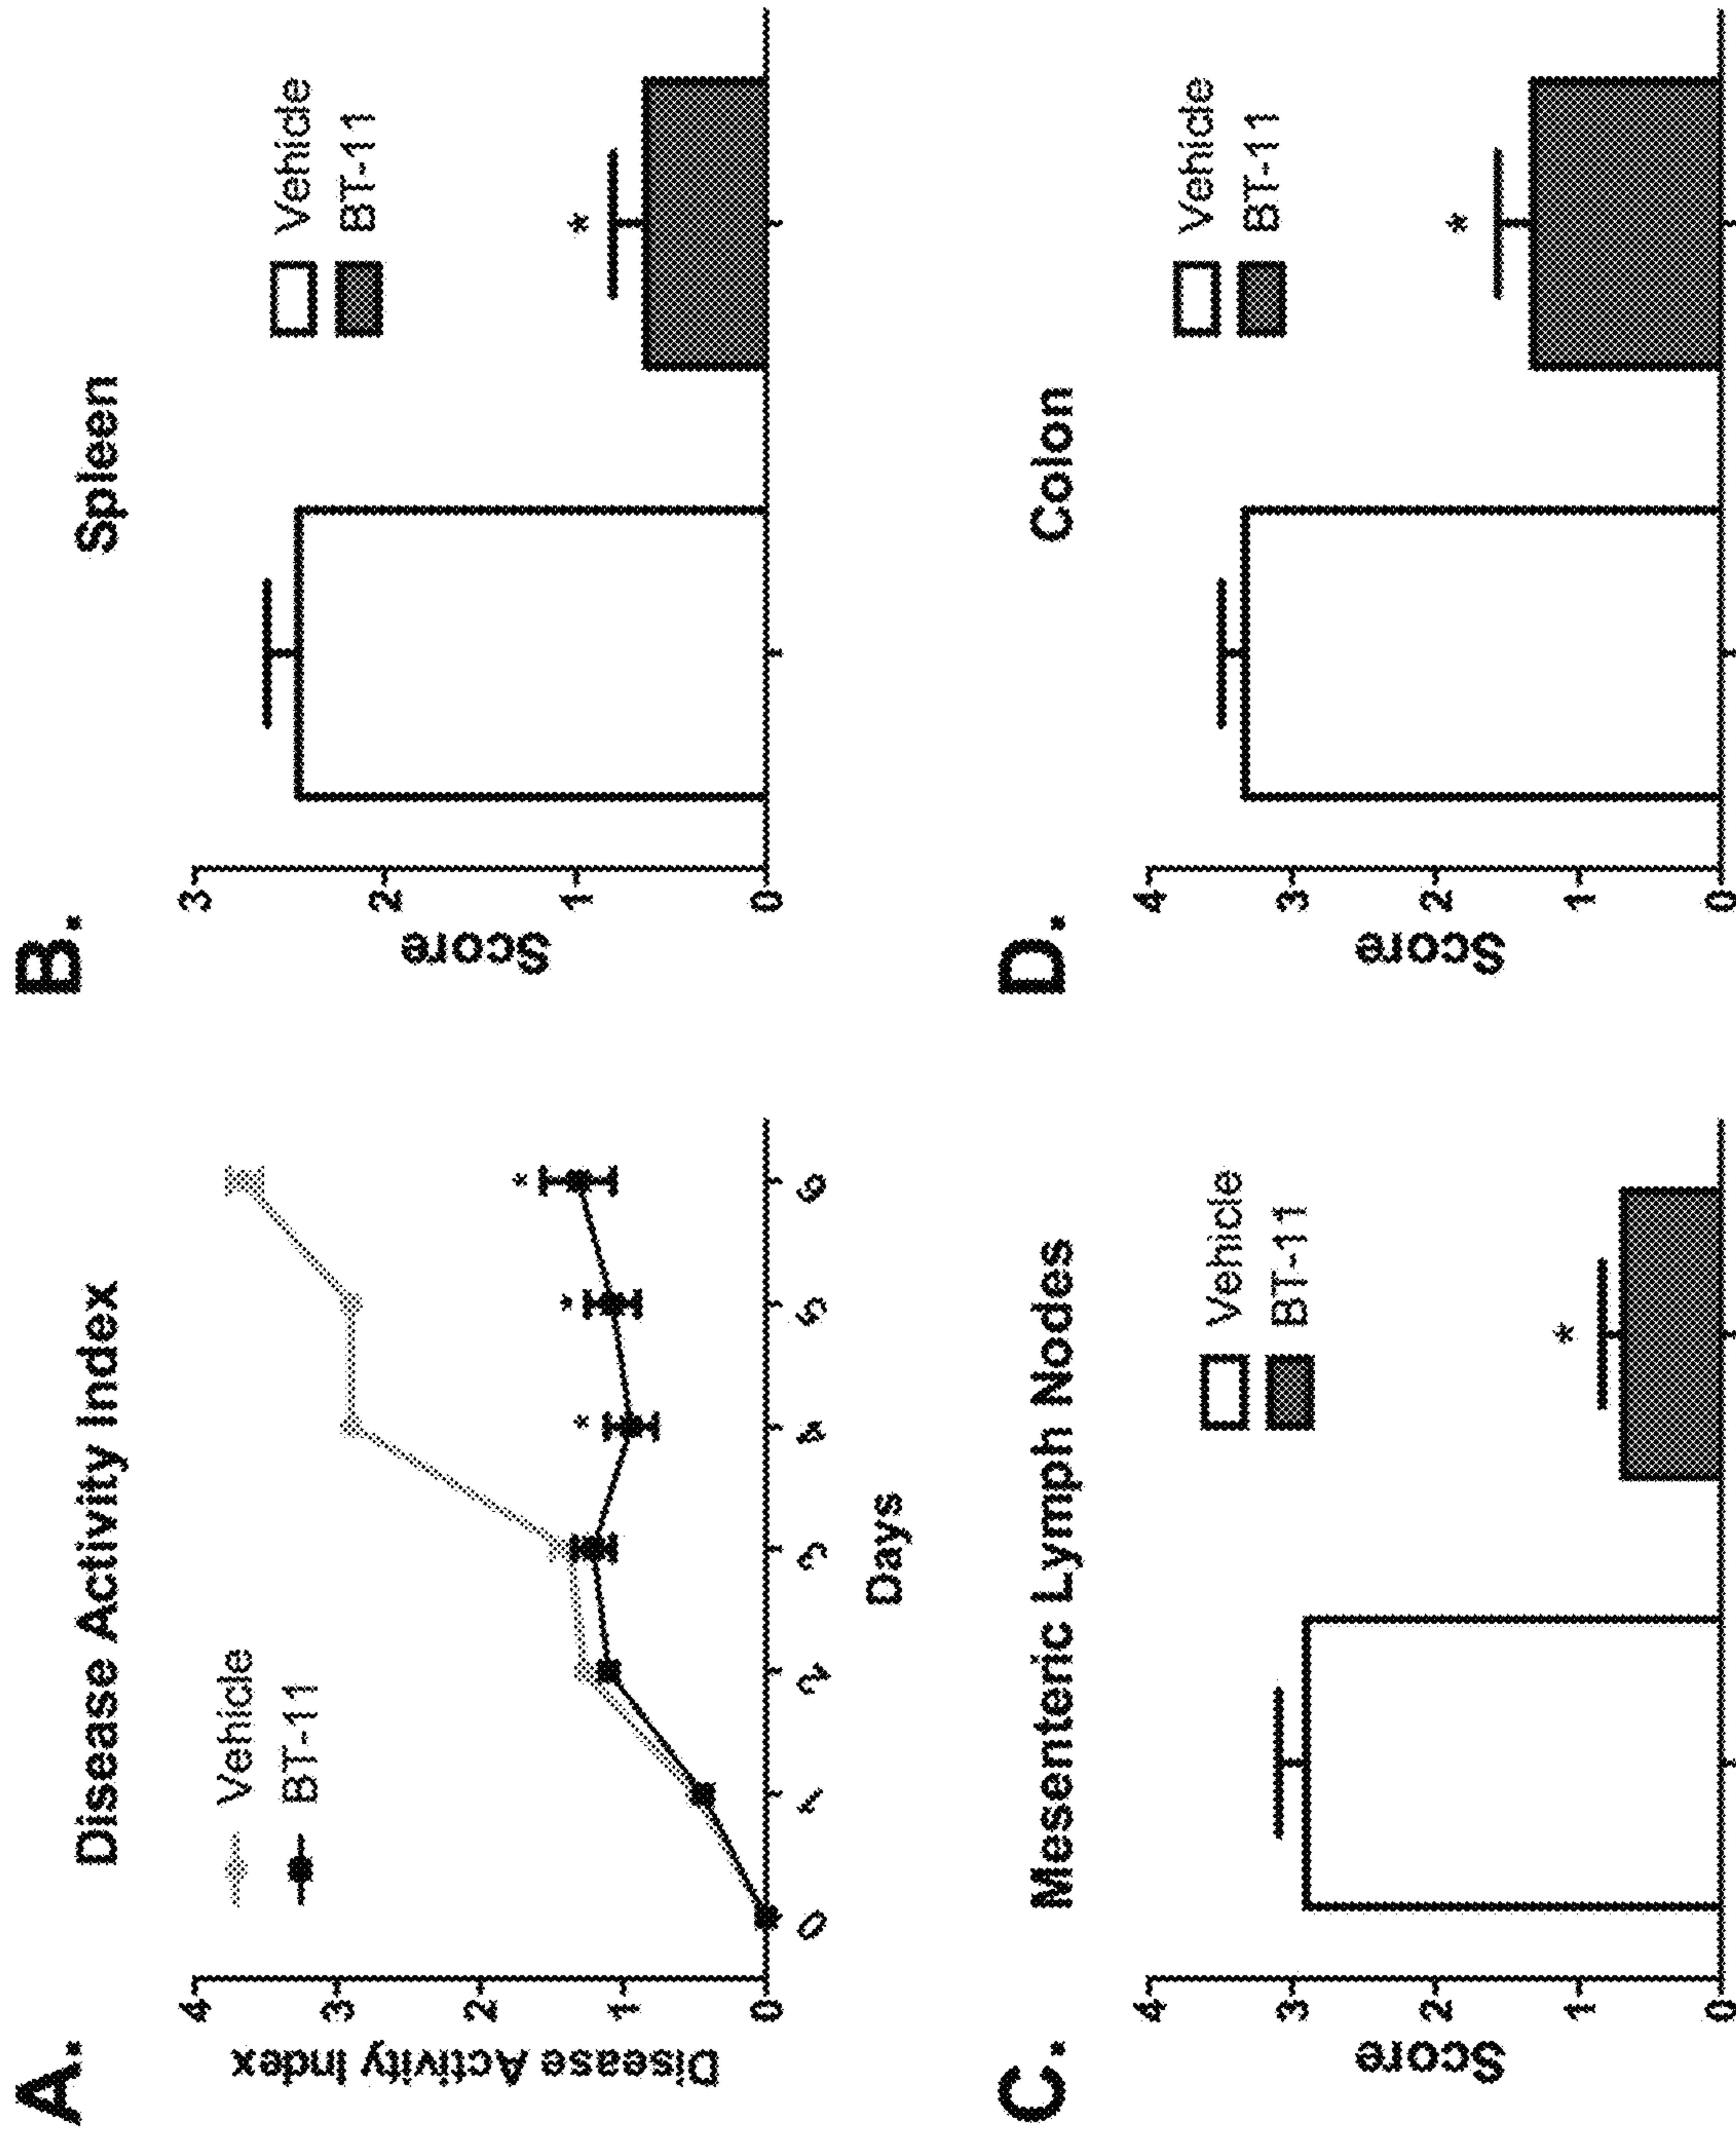 A.
Disease Activity Index
Vehicle
BT-11
Disease Activity Index
4
3
2
1
0
0 1 2 3 4 5 6
* * *
Days
B.
Spleen
Vehicle
BT-11
Score
3
2
1
0
*
C.
Mesenteric Lymph Nodes
Vehicle
BT-11
Score
4
3
2
1
0
*
D.
Colon
Vehicle
BT-11
Score
4
3
2
1
0
*